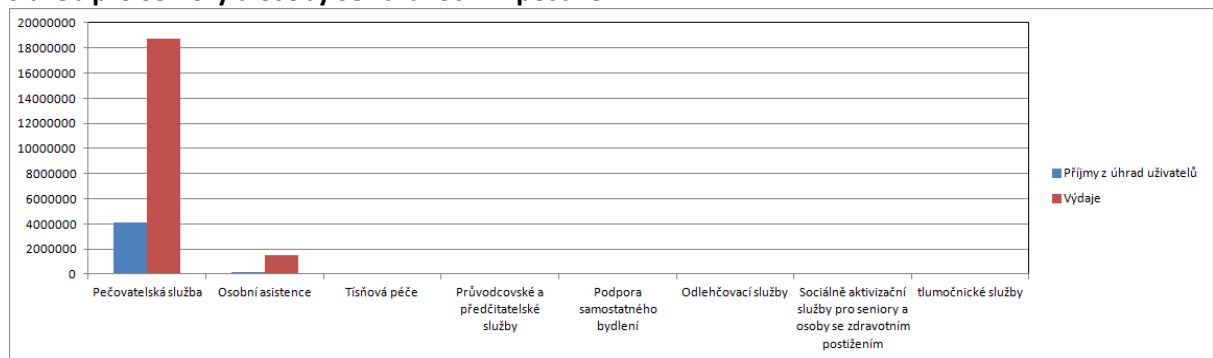 20000000
18000000
16000000
14000000
12000000
10000000
8000000
6000000
4000000
2000000
0
Pečovatelská služba
Osobní asistence
Tísňová péče
Průvodcovské a
předčitatelské
služby
Podpora
samostatného
bydlení
Odlehčovací služby
Sociálně aktivizační
služby pro seniory a
osoby se zdravotním
postižením
tlumočnické služby
Příjmy z úhrad uživatelů
Výdaje